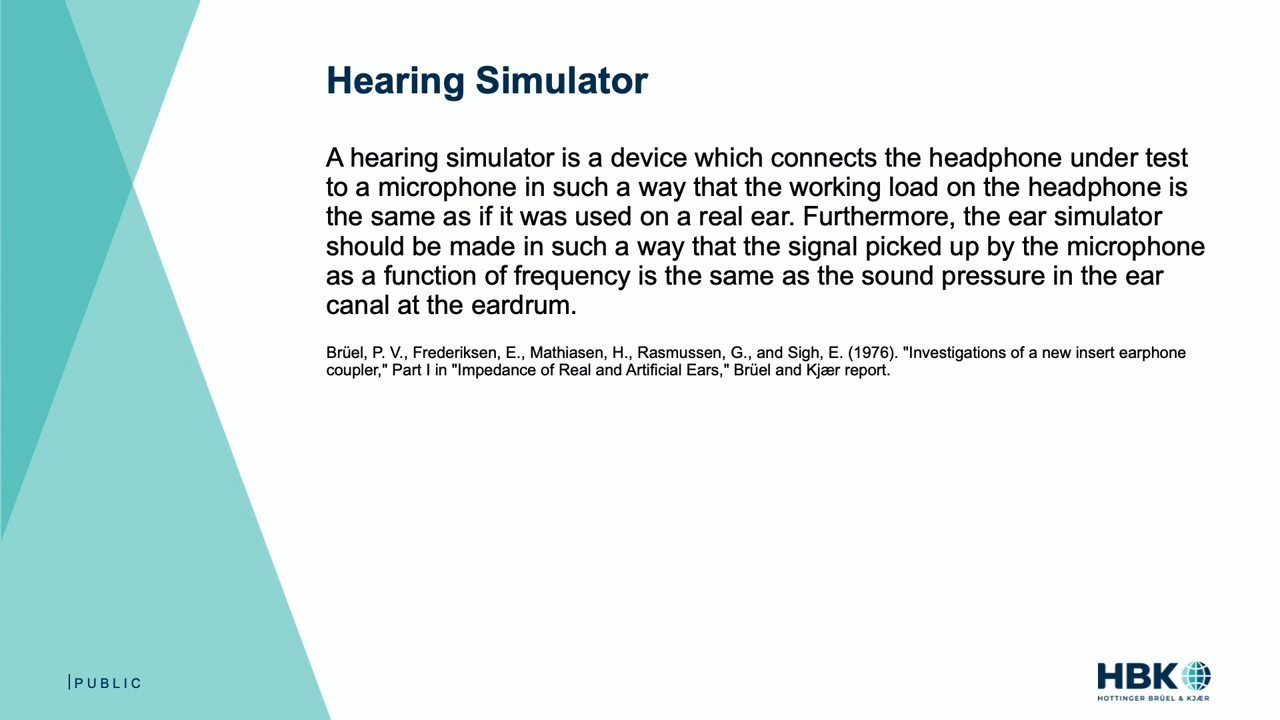 Hearing Simulator
A hearing simulator is a device which connects the headphone under test
to a microphone in such a way that the working load on the headphone is
the same as if it was used on a real ear. Furthermore, the ear simulator
should be made in such a way that the signal picked up by the microphone
as a function of frequency is the same as the sound pressure in the ear
canal at the eardrum.
Brüel, P. V., Frederiksen, E., Mathiasen, H., Rasmussen, G., and Sigh, E. (1976). "Investigations of a new insert earphone
coupler," Part I in "Impedance of Real and Artificial Ears," Brüel and Kjær report.
|PUBLIC
HBK
HOTTINGER BRÜEL & KJÆR